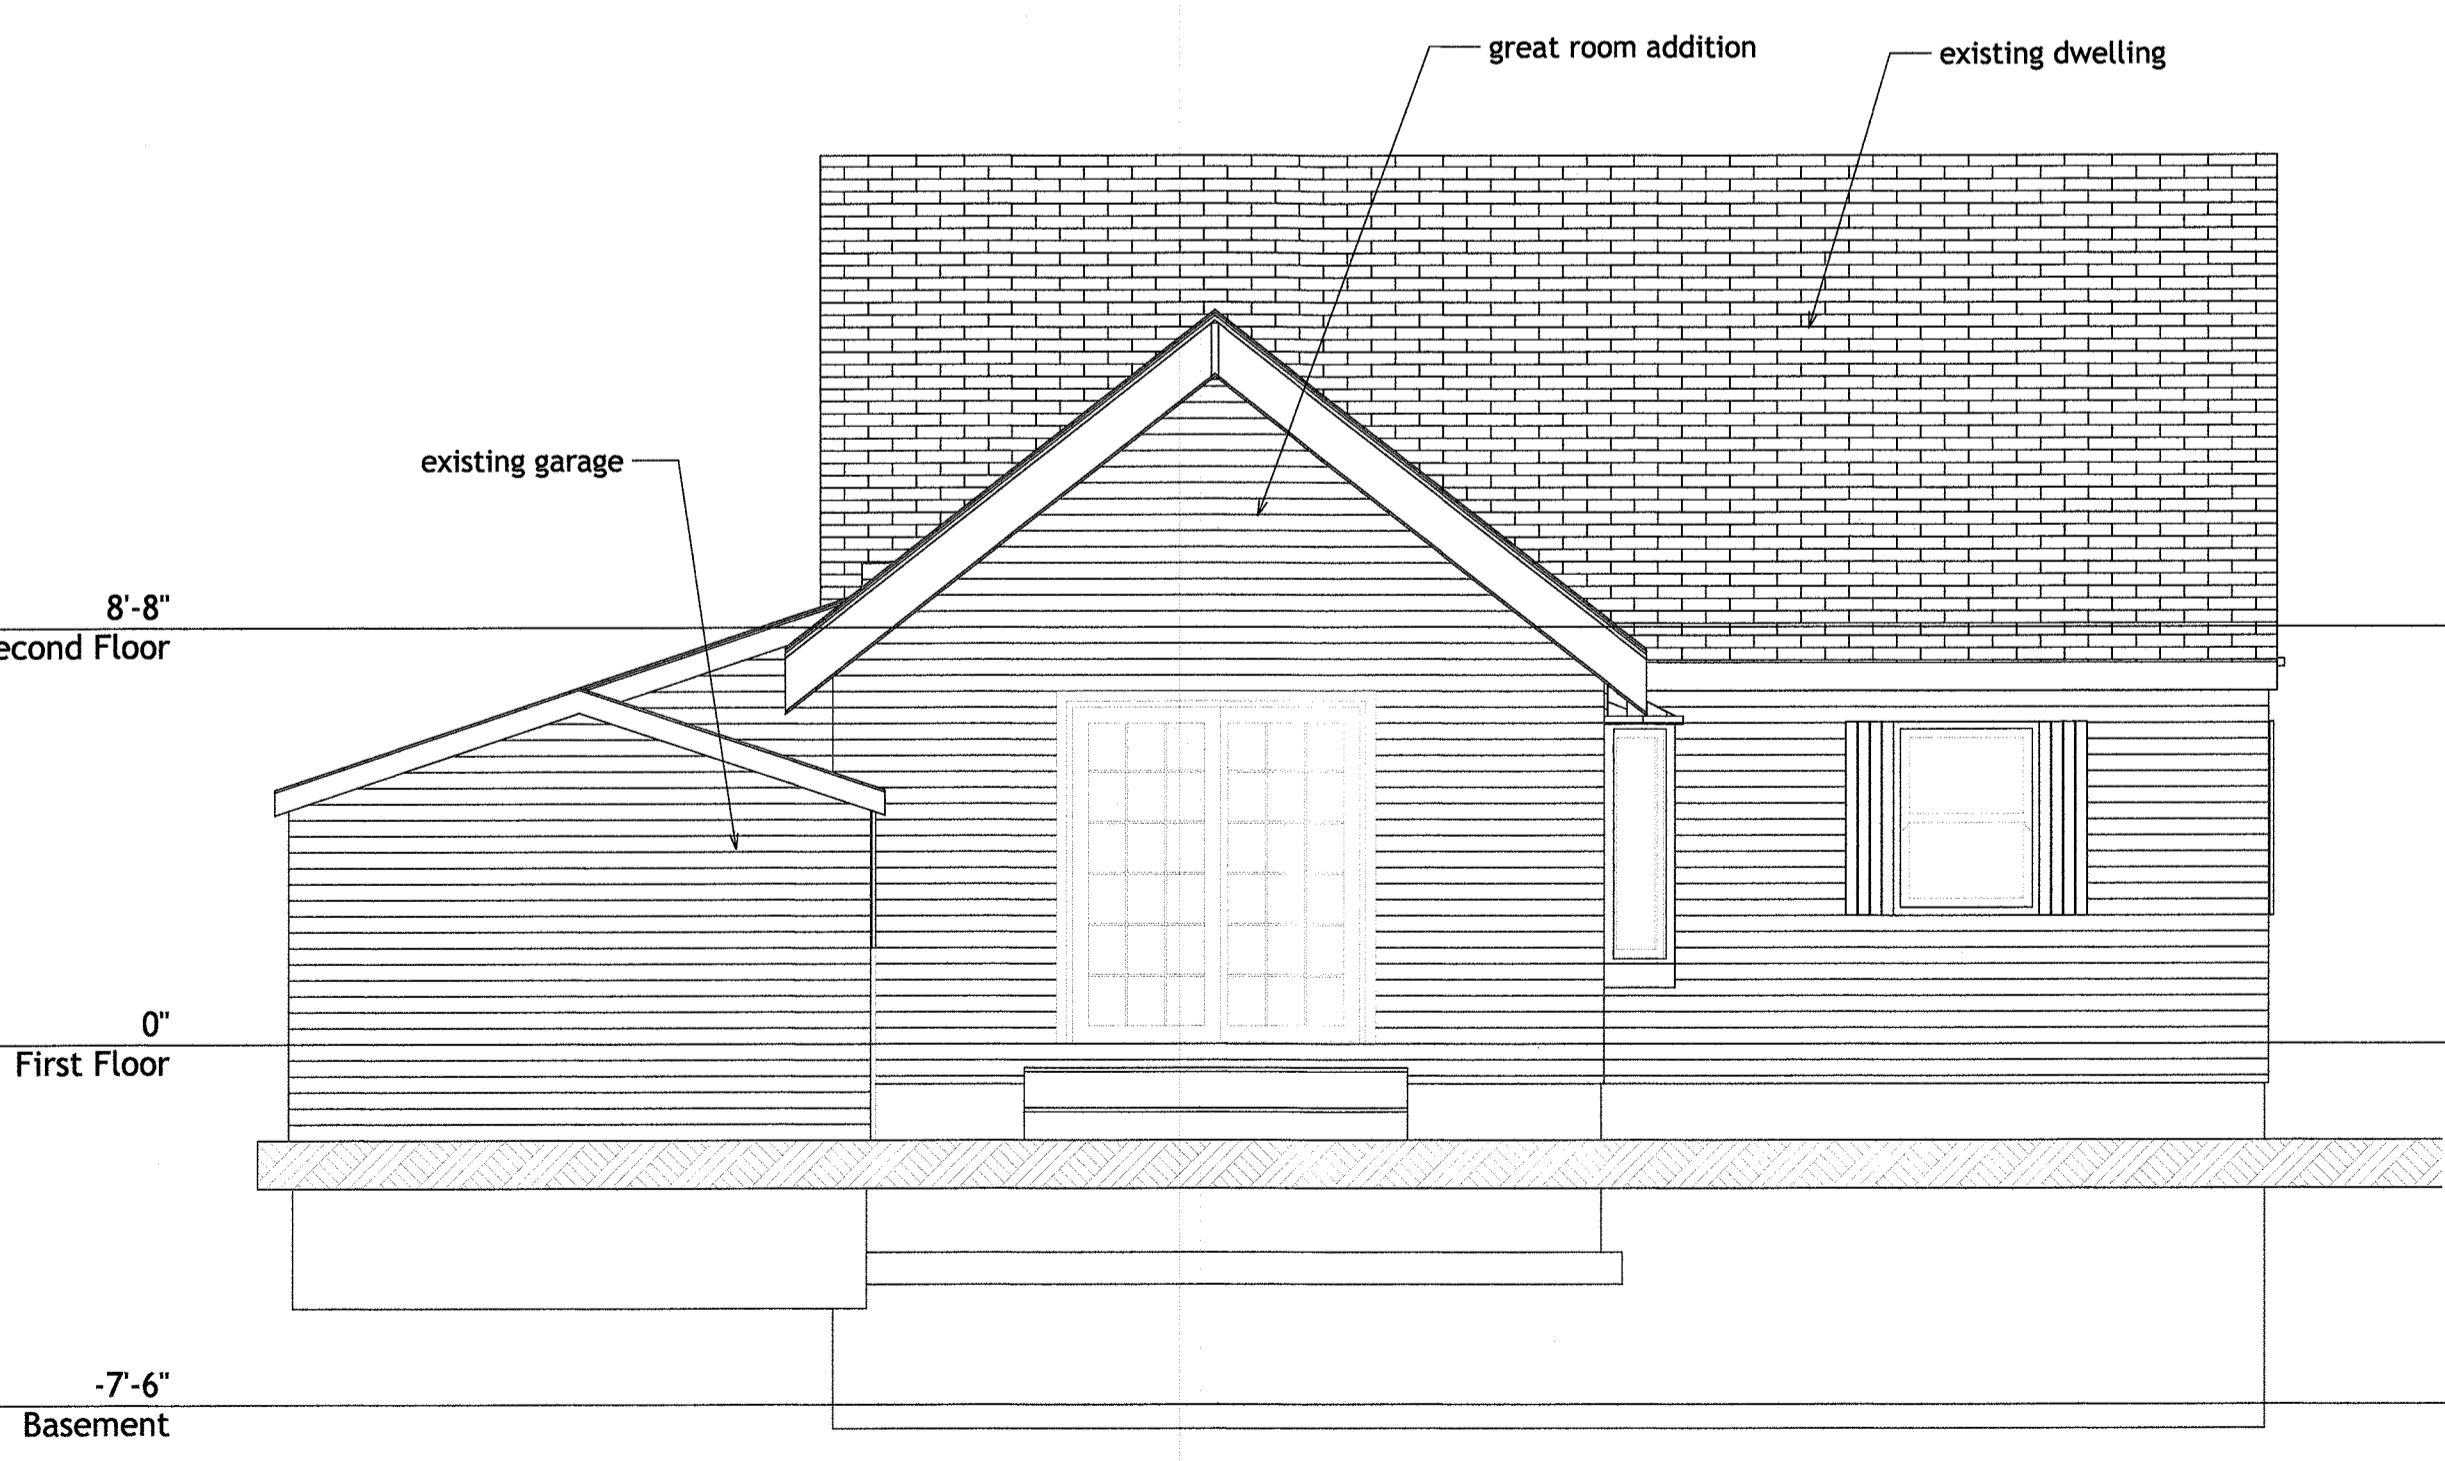 great room addition
existing dwelling
existing garage
8'-8"
econd Floor
0"
First Floor
-7'-6"
Basement